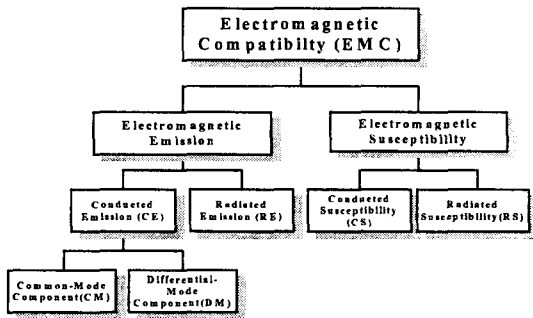 Electromagnetic
Compatibilty (EMC)
Electromagnetic
Emission
Electromagnetic
Susceptibility
Conducted
Emission (CE)
Radiated
Emission (RE)
Conducted
Susceptibility
(CS)
Radiated
Susceptibility(RS)
Common-Mode
Component(CM)
Differential-
Mode
Component(DM)